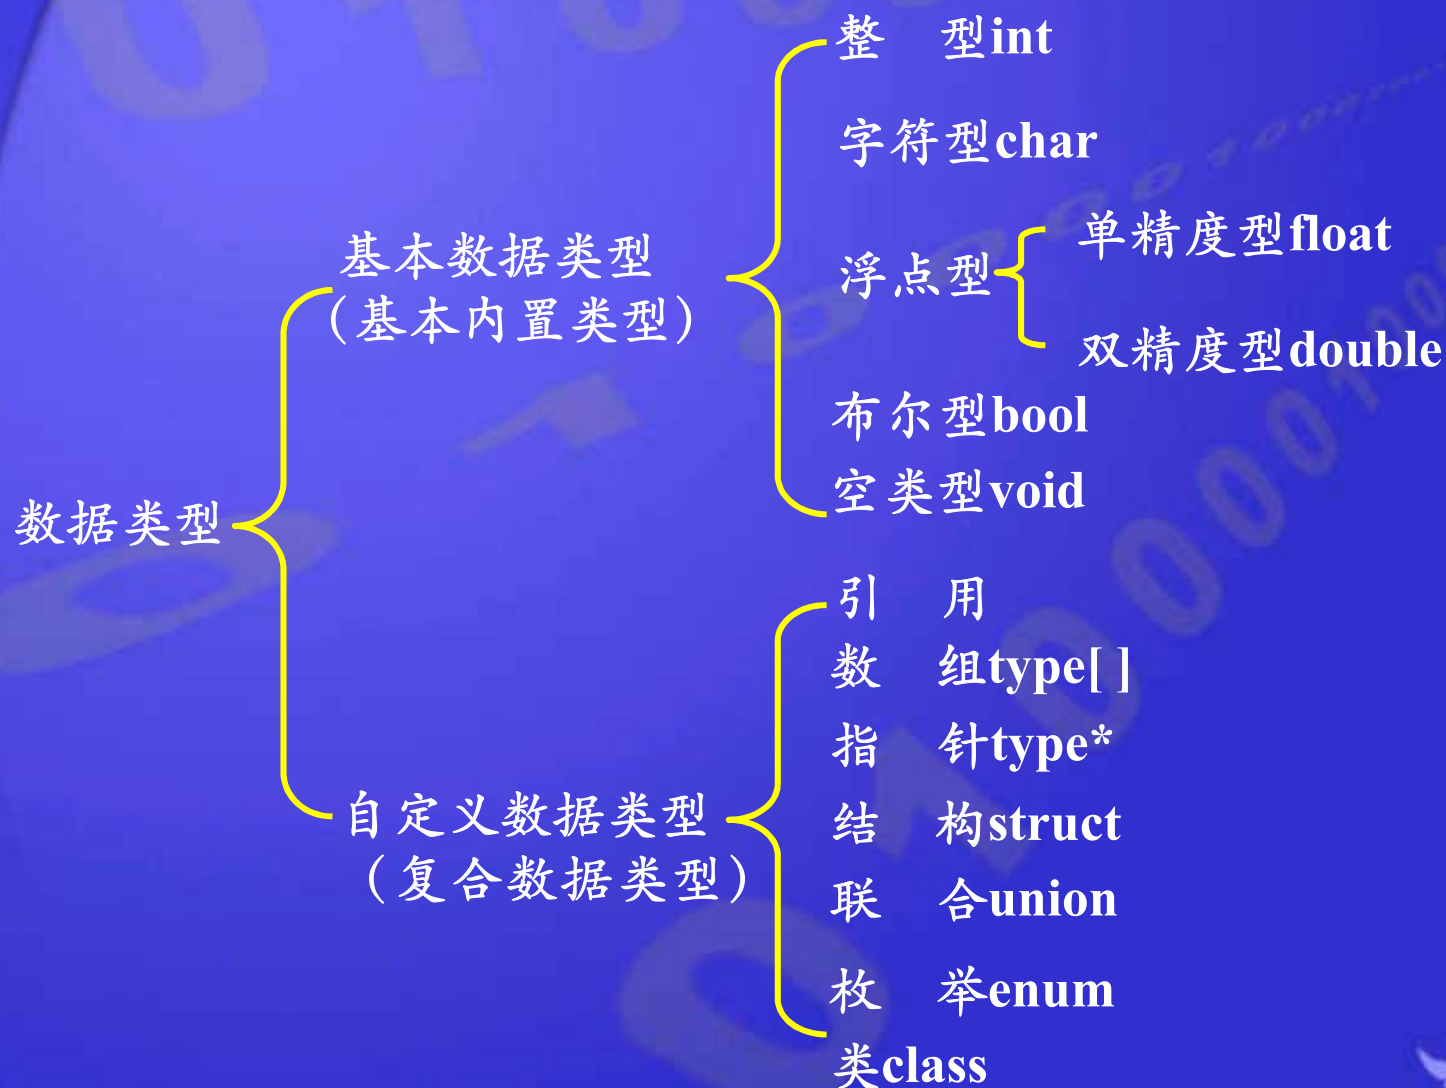 整 型int
字符型char
单精度型float
基本数据类型
浮点型
(基本内置类型)
双精度型double
布尔型bool
空类型void
数据类型
引 用
数 组type[ ]
指 针type*
自定义数据类型
结 构struct
(复合数据类型)
联 合union
枚 举enum
类class